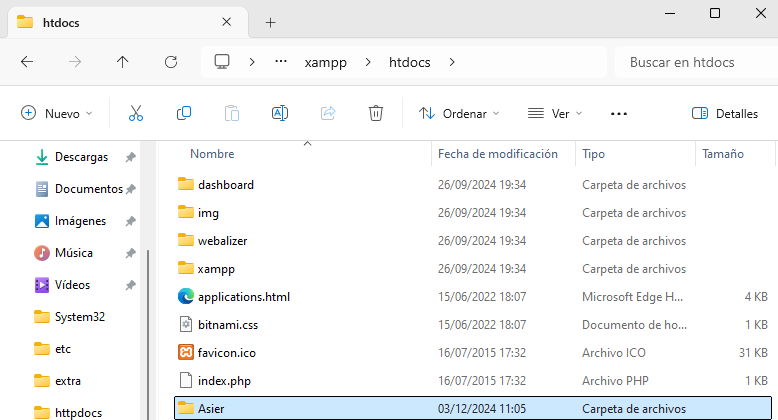 htdocs
xampp htdocs Buscar en htdocs
Nuevo Ordenar Ver Detalles
Nombre Fecha de modificación Tipo Tamaño
Descargas
Documentos
Imágenes
Música
Vídeos
System32
etc
extra
httpdocs
dashboard 26/09/2024 19:34 Carpeta de archivos
img 26/09/2024 19:34 Carpeta de archivos
webalizer 26/09/2024 19:34 Carpeta de archivos
xampp 26/09/2024 19:34 Carpeta de archivos
applications.html 15/06/2022 18:07 Microsoft Edge H... 4 KB
bitnami.css 15/06/2022 18:07 Documento de ho... 1 KB
favicon.ico 16/07/2015 17:32 Archivo ICO 31 KB
index.php 16/07/2015 17:32 Archivo PHP 1 KB
Asier 03/12/2024 11:05 Carpeta de archivos